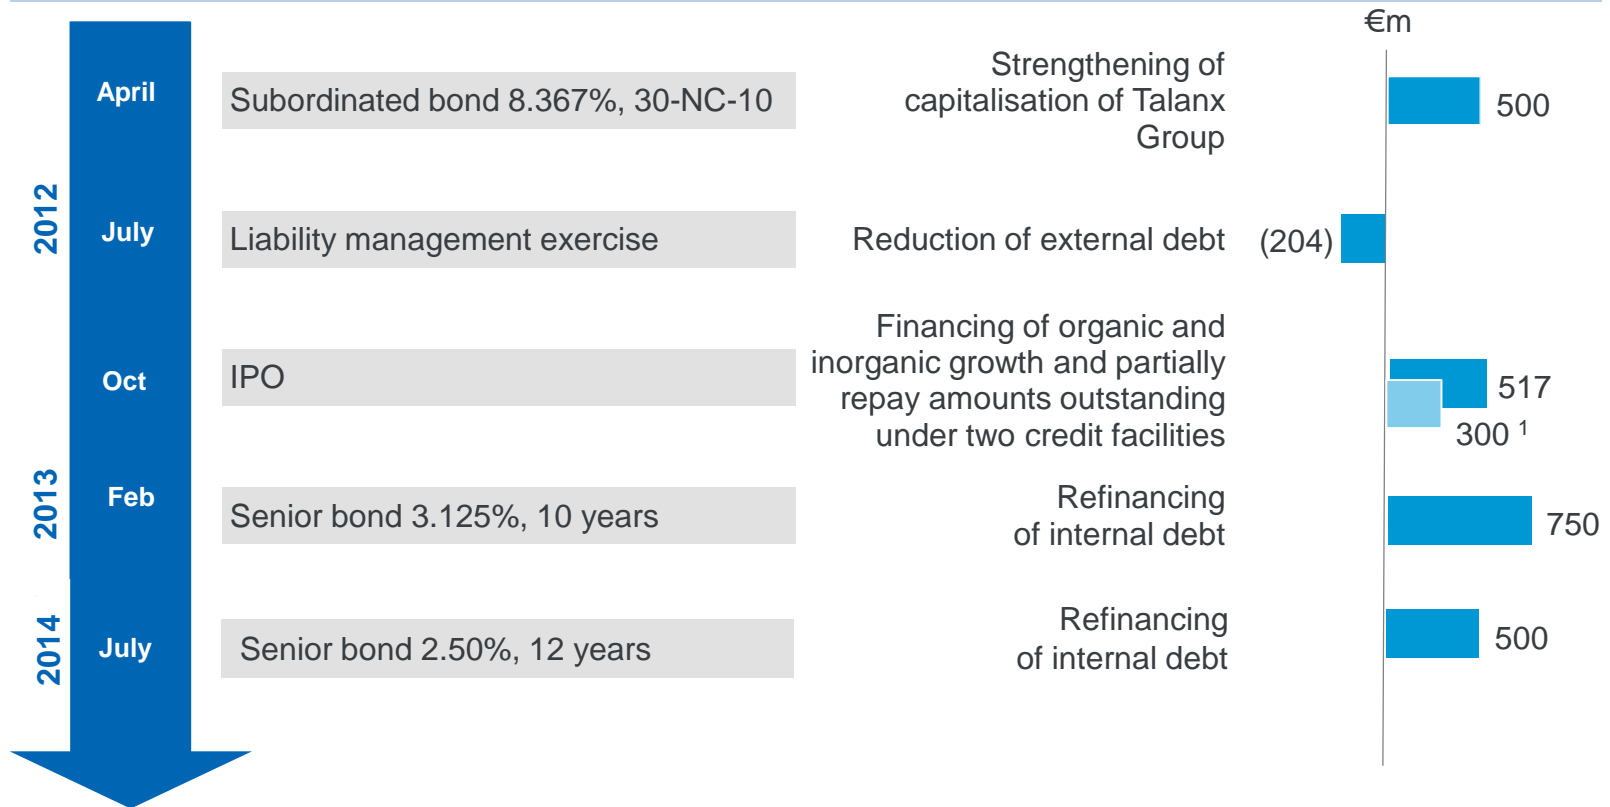 €m
2012
April
Subordinated bond 8.367%, 30-NC-10
Strengthening of
capitalisation of Talanx
Group
500
July
Liability management exercise
Reduction of external debt
(204)
Oct
IPO
Financing of organic and
inorganic growth and partially
repay amounts outstanding
under two credit facilities
517
300 1
2013
Feb
Senior bond 3.125%, 10 years
Refinancing
of internal debt
750
2014
July
Senior bond 2.50%, 12 years
Refinancing
of internal debt
500